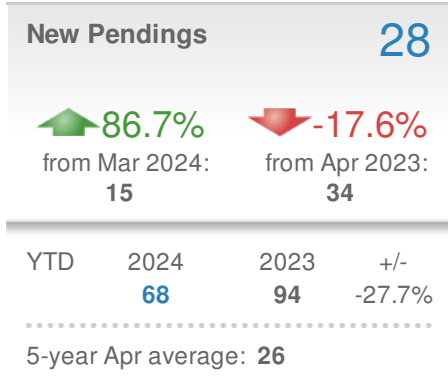 New Pendings 28
86.7% -17.6%
from Mar 2024: from Apr 2023:
15 34
YTD 2024 2023 +/-
68 94 -27.7%
5-year Apr average: 26